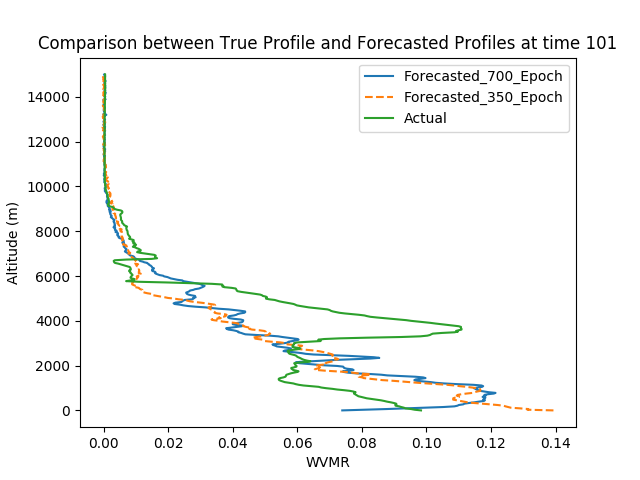 Comparison between True Profile and Forecasted Profiles at time 101
Forecasted_700_Epoch
Forecasted_350_Epoch
Actual
Altitude (m)
14000
12000
10000
8000
6000
4000
2000
0
0.00 0.02 0.04 0.06 0.08 0.10 0.12 0.14
WVMR